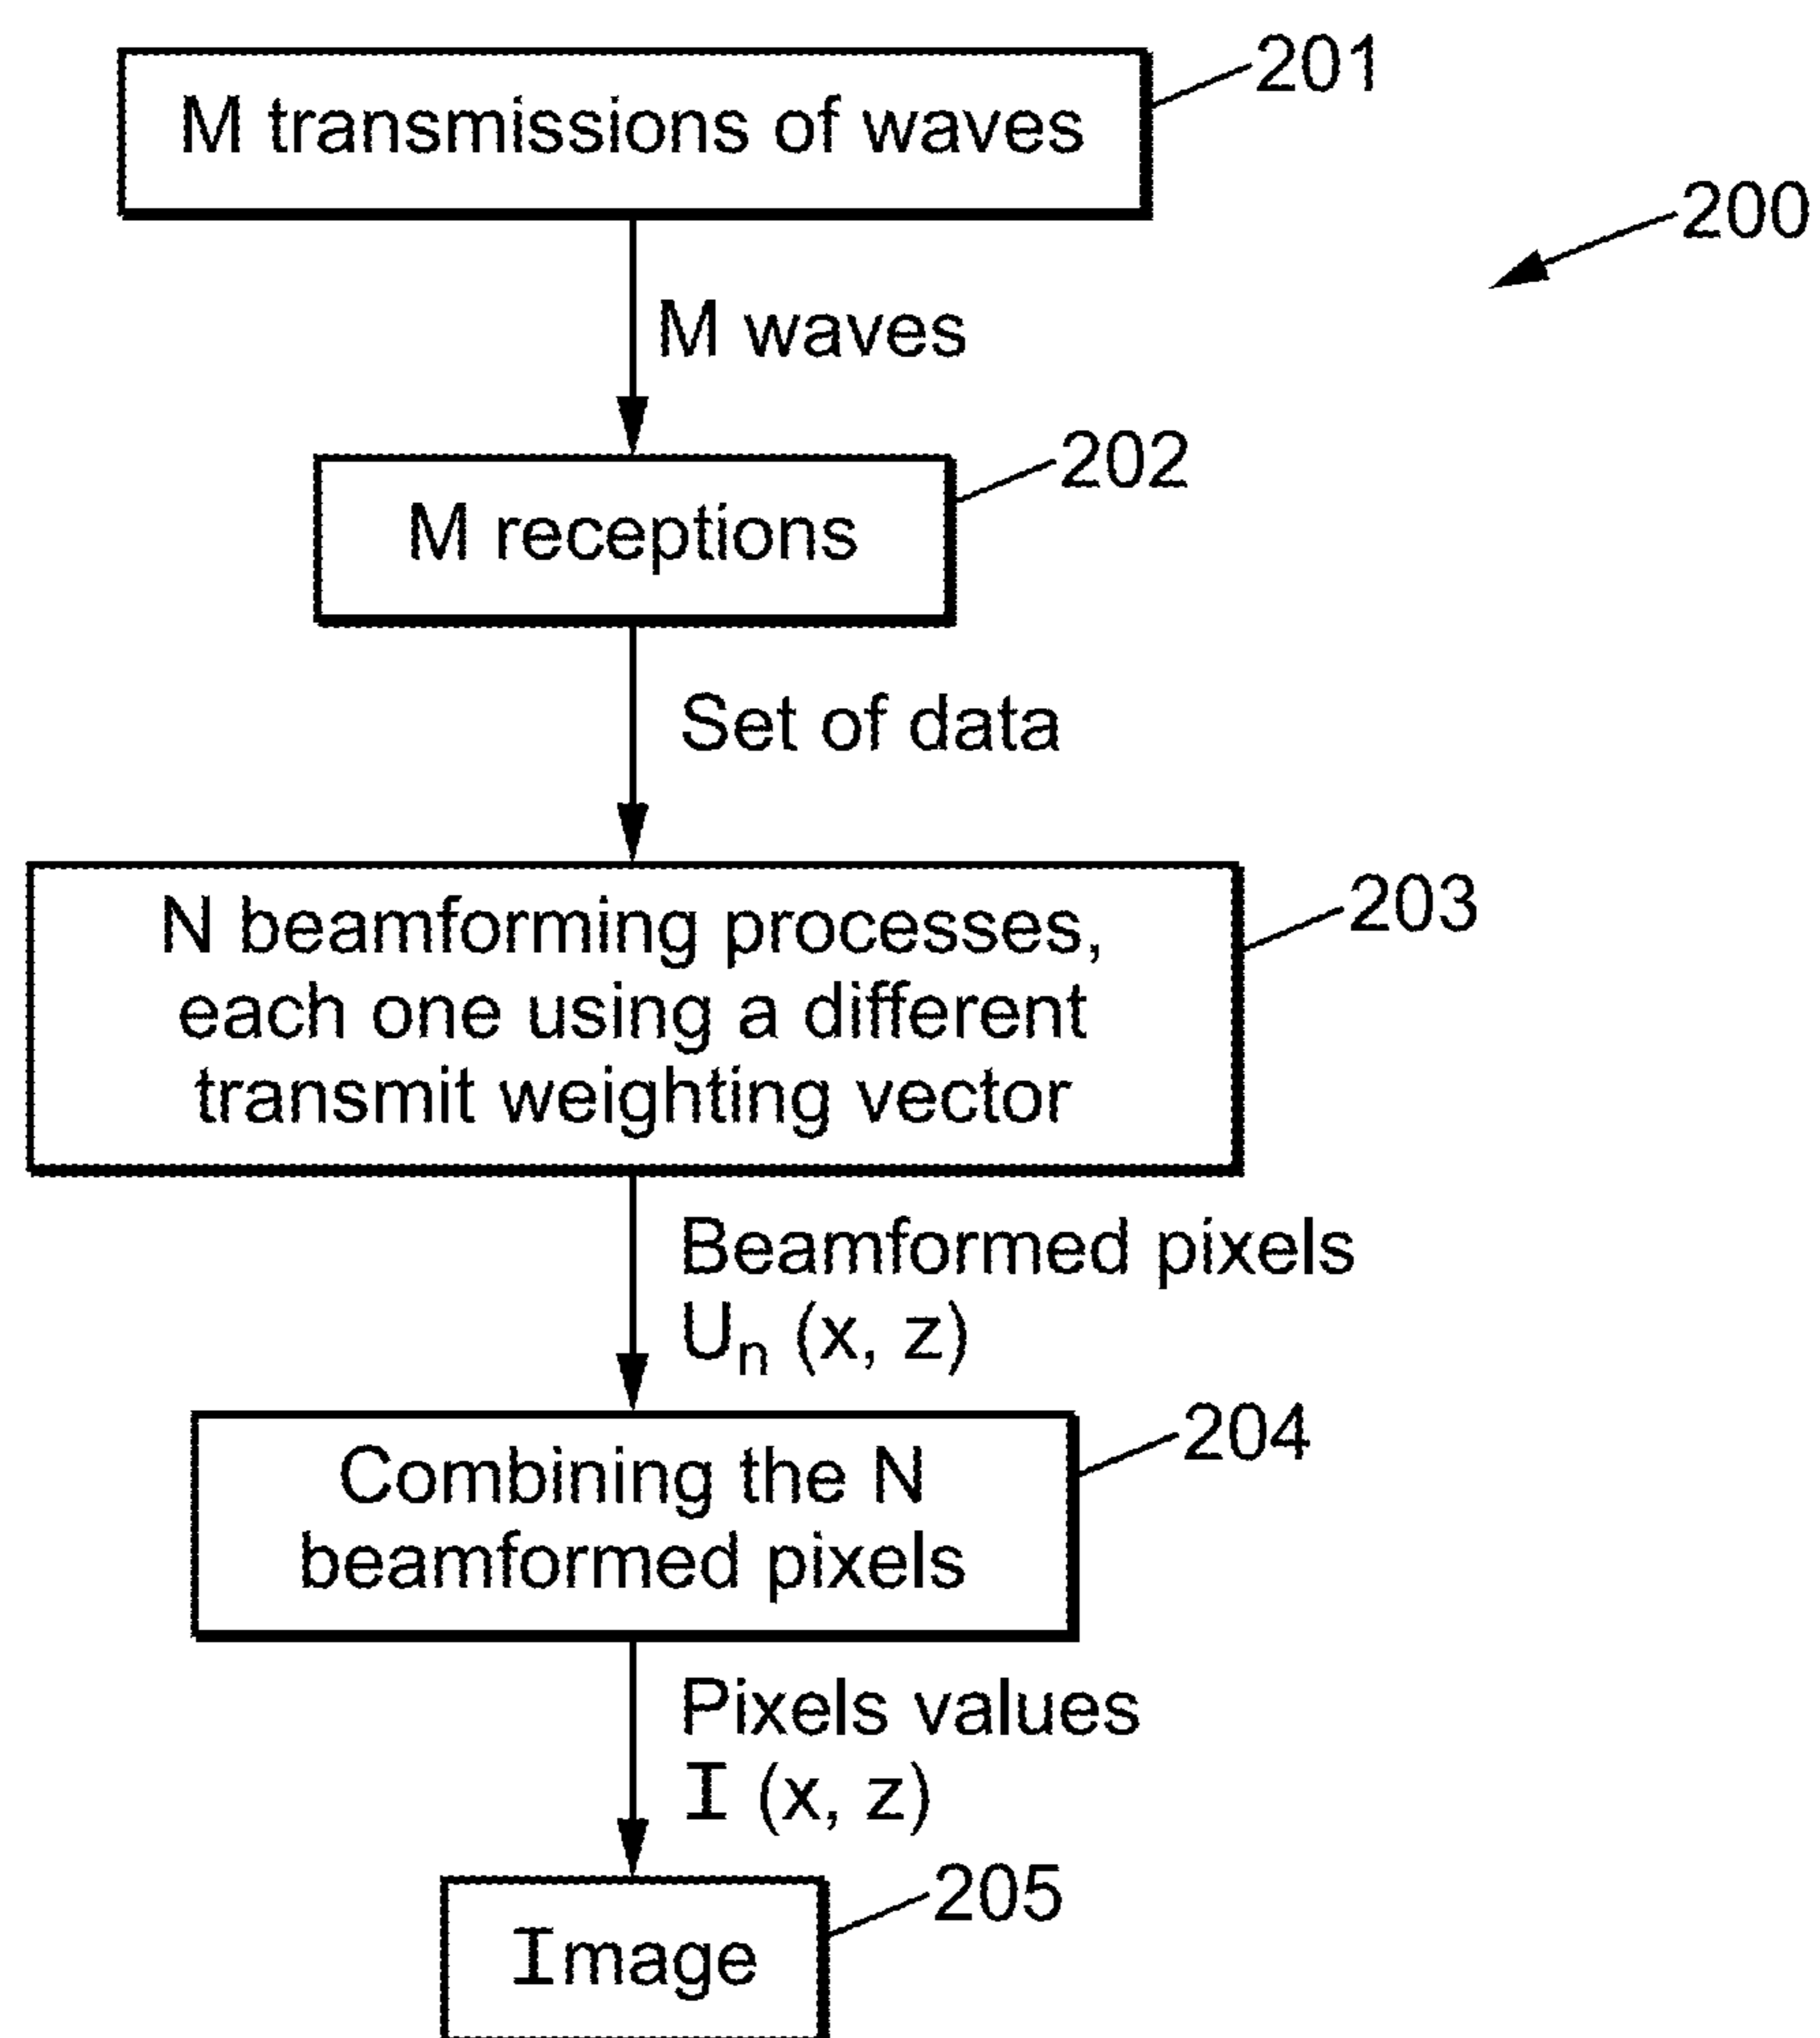 M transmissions of waves
201
200
M waves
M receptions
202
Set of data
N beamforming processes,
each one using a different
transmit weighting vector
203
Beamformed pixels
Uₙ (x, z)
Combining the N
beamformed pixels
204
Pixels values
I (x, z)
Image
205